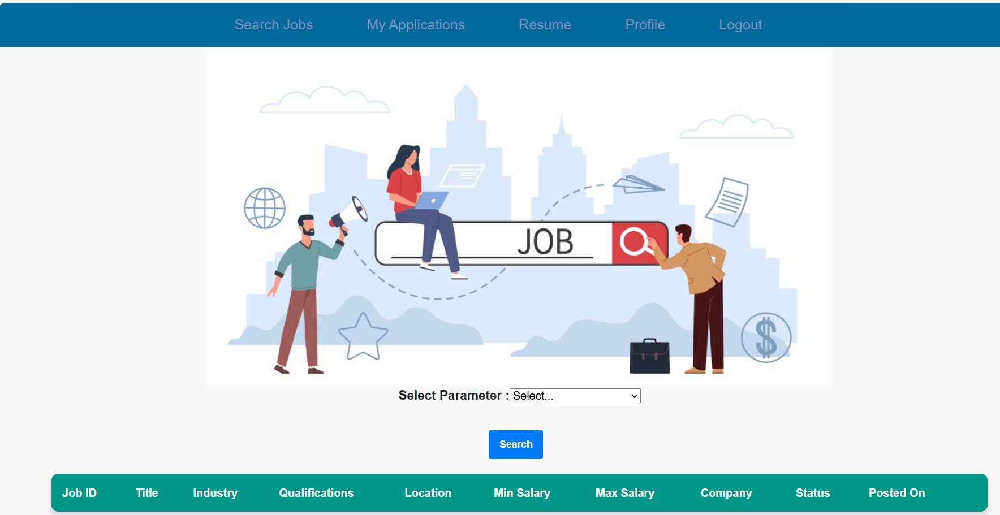 Search Jobs My Applications Resume Profile Logout
JOB
Select Parameter : Select...
Search
Job ID Title Industry Qualifications Location Min Salary Max Salary Company Status Posted On